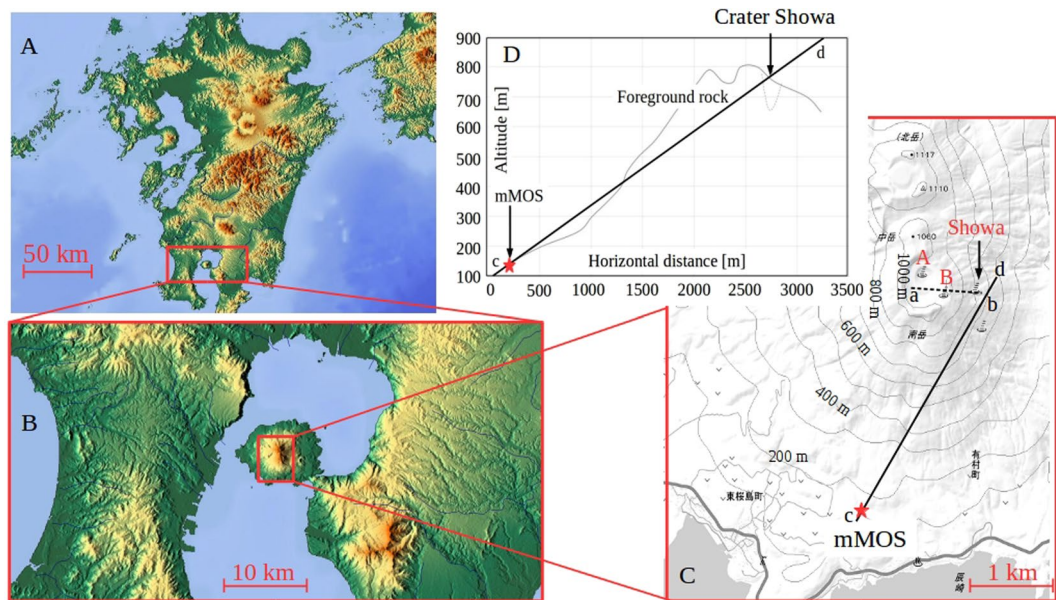 A
50 km
B
10 km
Crater Showa
D
900
800
700
600
500
400
300
200
100
Altitude [m]
d
Foreground rock
mMOS
c
Horizontal distance [m]
0
500
1000
1500
2000
2500
3000
3500
(北岳)
1117
1110
中岳
1060
Showa
A
B
d
a
b
1000 m
800 m
南岳
600 m
400 m
200 m
有村町
東桜島町
c
mMOS
C
辰崎
1 km